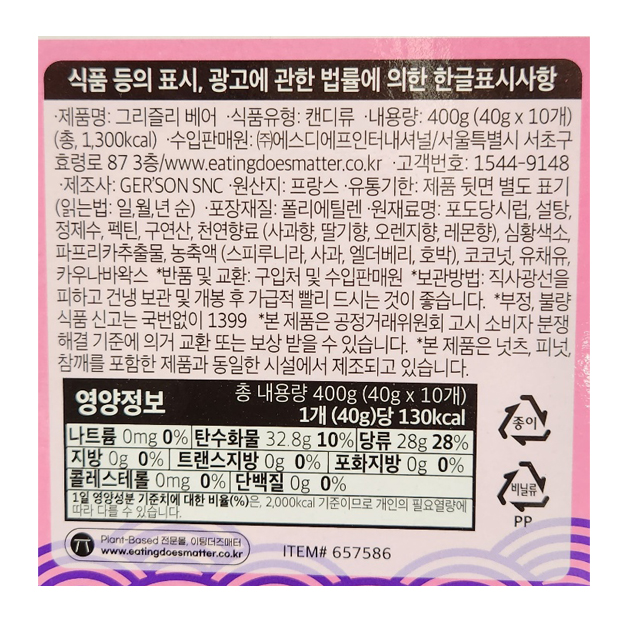 식품 등의 표시, 광고에 관한 법률에 의한 한글표시사항
·제품명: 그리즐리 베어 ·식품유형: 캔디류 ·내용량: 400g (40g x 10개)
(총, 1,300kcal) ·수입판매원: ㈜에스디에프인터내셔널/서울특별시 서초구
효령로 87 3층/www.eatingdoesmatter.co.kr ·고객번호: 1544-9148
·제조사: GER'SON SNC ·원산지: 프랑스 ·유통기한: 제품 뒷면 별도 표기
(읽는법: 일,월,년 순) ·포장재질: 폴리에틸렌 ·원재료명: 포도당시럽, 설탕,
정제수, 펙틴, 구연산, 천연향료 (사과향, 딸기향, 오렌지향, 레몬향), 심황색소,
파프리카추출물, 농축액 (스피루니라, 사과, 엘더베리, 호박), 코코넛, 유채유,
카우나바왁스 *반품 및 교환: 구입처 및 수입판매원 *보관방법: 직사광선을
피하고 건냉 보관 및 개봉 후 가급적 빨리 드시는 것이 좋습니다. *부정, 불량
식품 신고는 국번없이 1399 *본 제품은 공정거래위원회 고시 소비자 분쟁
해결 기준에 의거 교환 또는 보상 받을 수 있습니다. *본 제품은 넛츠, 피넛,
참깨를 포함한 제품과 동일한 시설에서 제조되고 있습니다.
영양정보 총 내용량 400g (40g x 10개)
1개 (40g)당 130kcal
나트륨 0mg 0% 탄수화물 32.8g 10% 당류 28g 28%
지방 0g 0% 트랜스지방 0g 0% 포화지방 0g 0%
콜레스테롤 0mg 0% 단백질 0g 0%
1일 영양성분 기준치에 대한 비율(%)은, 2,000kcal 기준이므로 개인의 필요열량에
따라 다를 수 있습니다.
종이
비닐류
PP
Plant-Based 전문몰, 이팅더즈매터
www.eatingdoesmatter.co.kr
ITEM# 657586